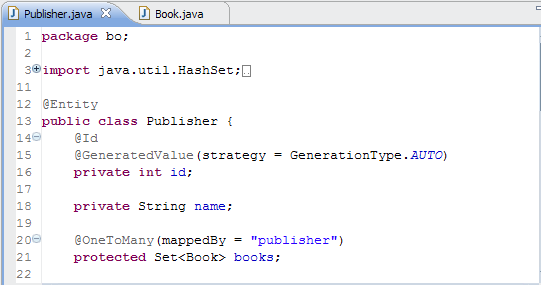 Publisher.java Book.java
1 package bo;
2
3 import java.util.HashSet;
11
12 @Entity
13 public class Publisher {
14 @Id
15 @GeneratedValue(strategy = GenerationType.AUTO)
16 private int id;
17
18 private String name;
19
20 @OneToMany(mappedBy = "publisher")
21 protected Set<Book> books;
22